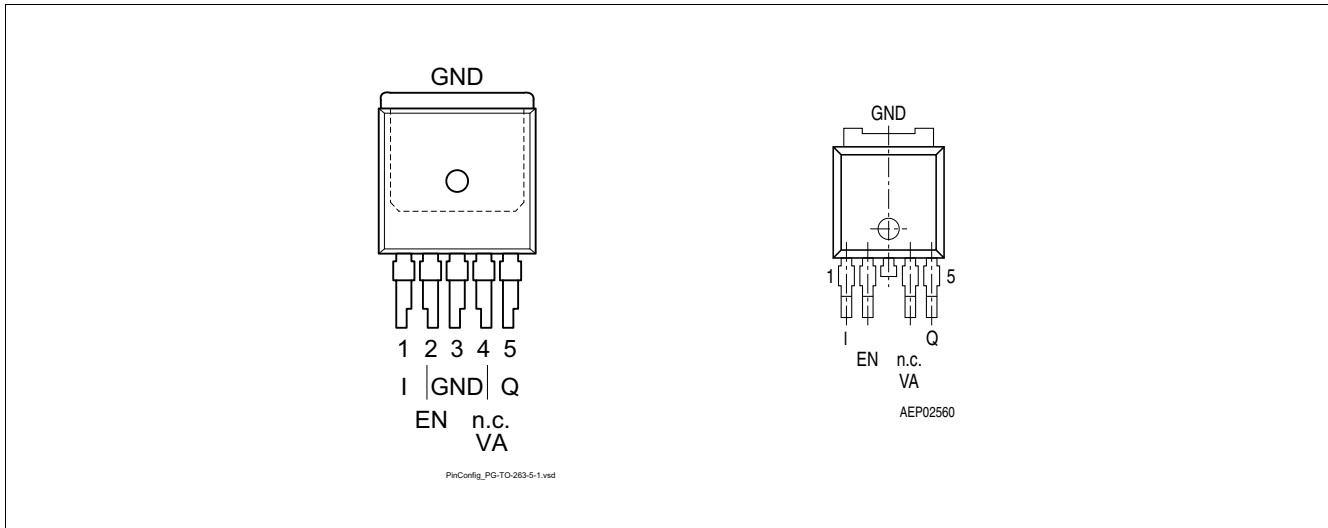 GND
1 2 3 4 5
I GND Q
EN n.c.
VA
PinConfig_PG-TO-263-5-1.vsd
GND
1 5
I Q
EN n.c.
VA
AEP02560